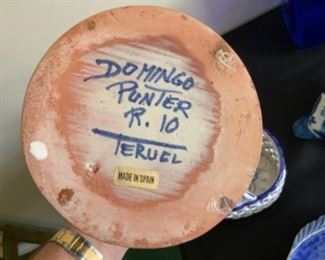 DOMINGO
PUNTER
R. 10
TERUEL
MADE IN SPAIN